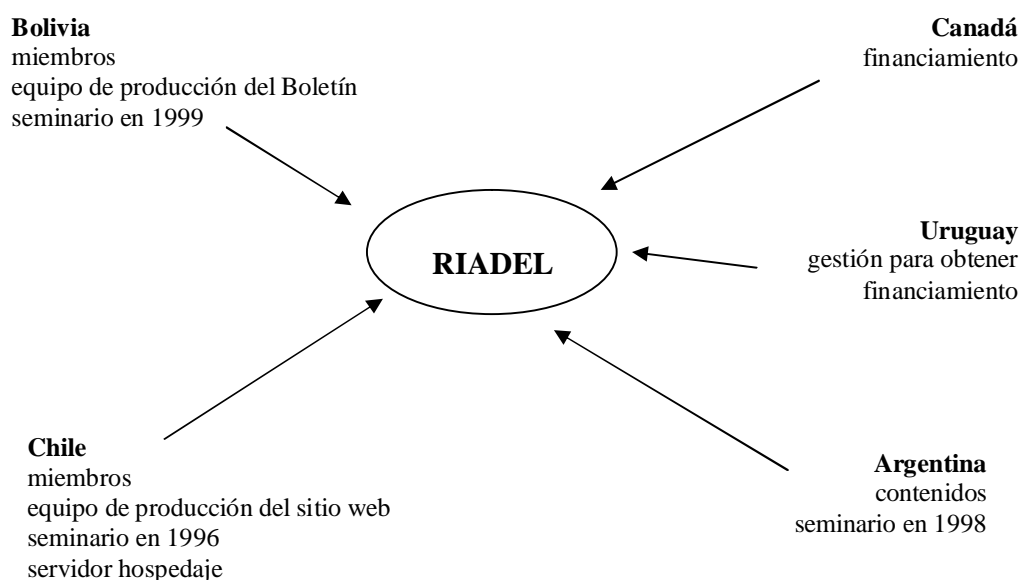 Bolivia
miembros
equipo de producción del Boletín
seminario en 1999
Canadá
financiamiento
RIADEL
Uruguay
gestión para obtener
financiamiento
Chile
miembros
equipo de producción del sitio web
seminario en 1996
servidor hospedaje
Argentina
contenidos
seminario en 1998